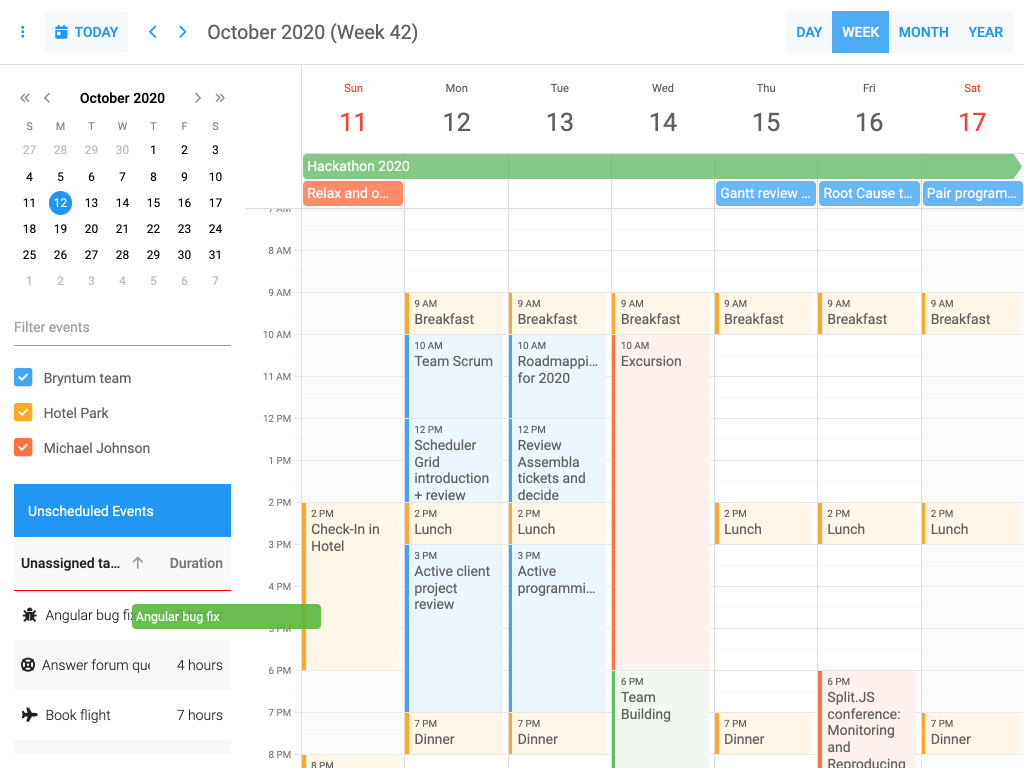 TODAY
October 2020 (Week 42)
DAY
WEEK
MONTH
YEAR
October 2020
S M T W T F S
27 28 29 30 1 2 3
4 5 6 7 8 9 10
11 12 13 14 15 16 17
18 19 20 21 22 23 24
25 26 27 28 29 30 31
1 2 3 4 5 6 7
Filter events
Bryntum team
Hotel Park
Michael Johnson
Unscheduled Events
Unassigned ta... Duration
Angular bug fix
Angular bug fix
Answer forum que 4 hours
Book flight 7 hours
Sun Mon Tue Wed Thu Fri Sat
11 12 13 14 15 16 17
Hackathon 2020
Relax and o...
Gantt review ...
Root Cause t...
Pair program...
7 AM
8 AM
9 AM
10 AM
11 AM
12 PM
1 PM
2 PM
3 PM
4 PM
5 PM
6 PM
7 PM
8 PM
2 PM
Check-In in
Hotel
8 PM
9 AM
Breakfast
10 AM
Team Scrum
12 PM
Scheduler
Grid
introduction
+ review
2 PM
Lunch
3 PM
Active client
project
review
7 PM
Dinner
9 AM
Breakfast
10 AM
Roadmappi...
for 2020
12 PM
Review
Assembla
tickets and
decide
2 PM
Lunch
3 PM
Active
programmi...
7 PM
Dinner
9 AM
Breakfast
10 AM
Excursion
6 PM
Team
Building
9 AM
Breakfast
2 PM
Lunch
7 PM
Dinner
9 AM
Breakfast
2 PM
Lunch
6 PM
Split.JS
conference:
Monitoring
and
Reproducing
9 AM
Breakfast
2 PM
Lunch
7 PM
Dinner